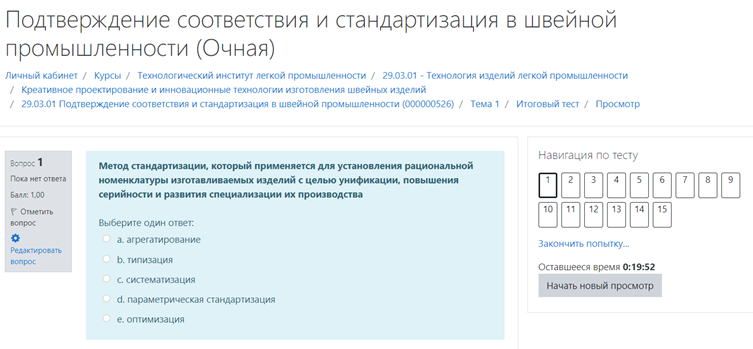 Подтверждение соответствия и стандартизация в швейной
промышленности (Очная)
Личный кабинет / Курсы / Технологический институт легкой промышленности / 29.03.01 - Технология изделий легкой промышленности
/ Креативное проектирование и инновационные технологии изготовления швейных изделий
/ 29.03.01 Подтверждение соответствия и стандартизация в швейной промышленности (000000526) / Тема 1 / Итоговый тест / Просмотр
Вопрос 1
Пока нет ответа
Балл: 1,00
Отметить
вопрос
Редактировать
вопрос
Метод стандартизации, который применяется для установления рациональной
номенклатуры изготавливаемых изделий с целью унификации, повышения
серийности и развития специализации их производства
Выберите один ответ:
a. агрегатирование
b. типизация
c. систематизация
d. параметрическая стандартизация
e. оптимизация
Навигация по тесту
1 2 3 4 5 6 7 8 9
10 11 12 13 14 15
Закончить попытку...
Оставшееся время 0:19:52
Начать новый просмотр